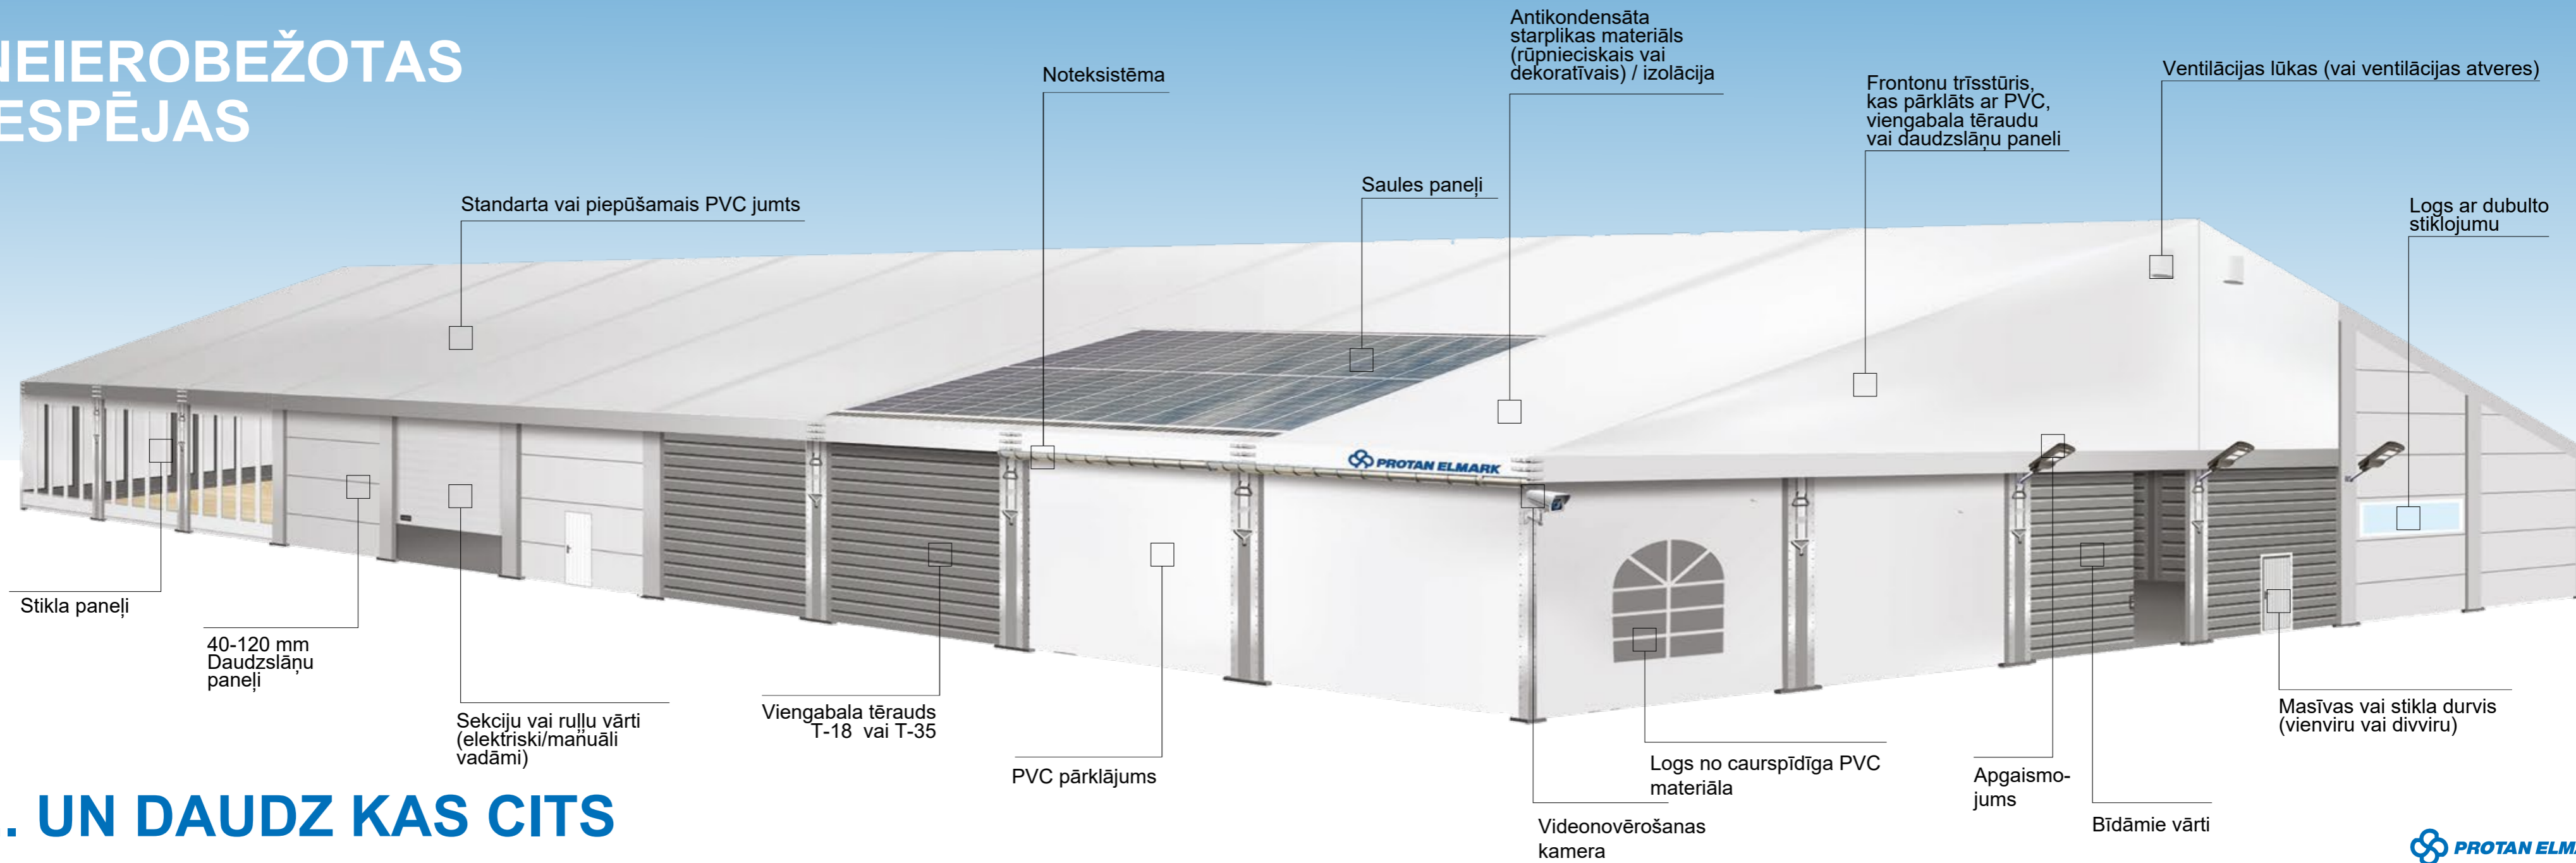 NEIEROBEŽOTAS
ESPĒJAS
Antikondensāta
starplikas materiāls
(rūpnieciskais vai
dekoratīvais) / izolācija
Noteksistēma
Frontonu trīsstūris,
kas pārklāts ar PVC,
viengabala tēraudu
vai daudzslāņu paneli
Ventilācijas lūkas (vai ventilācijas atveres)
Standarta vai piepūšamais PVC jumts
Saules paneļi
Logs ar dubulto
stiklojumu
PROTAN ELMARK
Stikla paneļi
40-120 mm
Daudzslāņu
paneļi
Sekciju vai ruļļu vārti
(elektriski/manuāli
vadāmi)
Viengabala tērauds
T-18 vai T-35
PVC pārklājums
Logs no caurspīdīga PVC
materiāla
Videonovērošanas
kamera
Apgaismo-
jums
Bīdāmie vārti
Masīvas vai stikla durvis
(vienviru vai divviru)
. UN DAUDZ KAS CITS
PROTAN ELMA